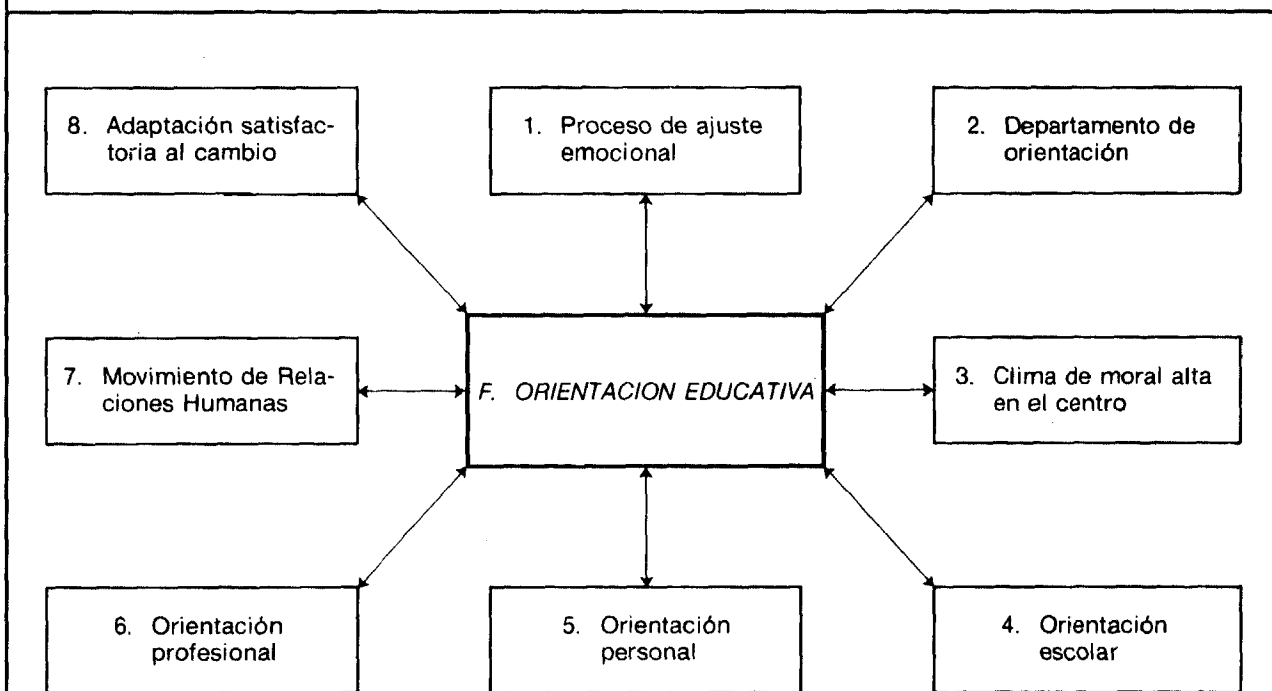 8. Adaptación satisfac-
toria al cambio
1. Proceso de ajuste
emocional
2. Departamento de
orientación
7. Movimiento de Rela-
ciones Humanas
F. ORIENTACION EDUCATIVA
3. Clima de moral alta
en el centro
6. Orientación
profesional
5. Orientación
personal
4. Orientación
escolar